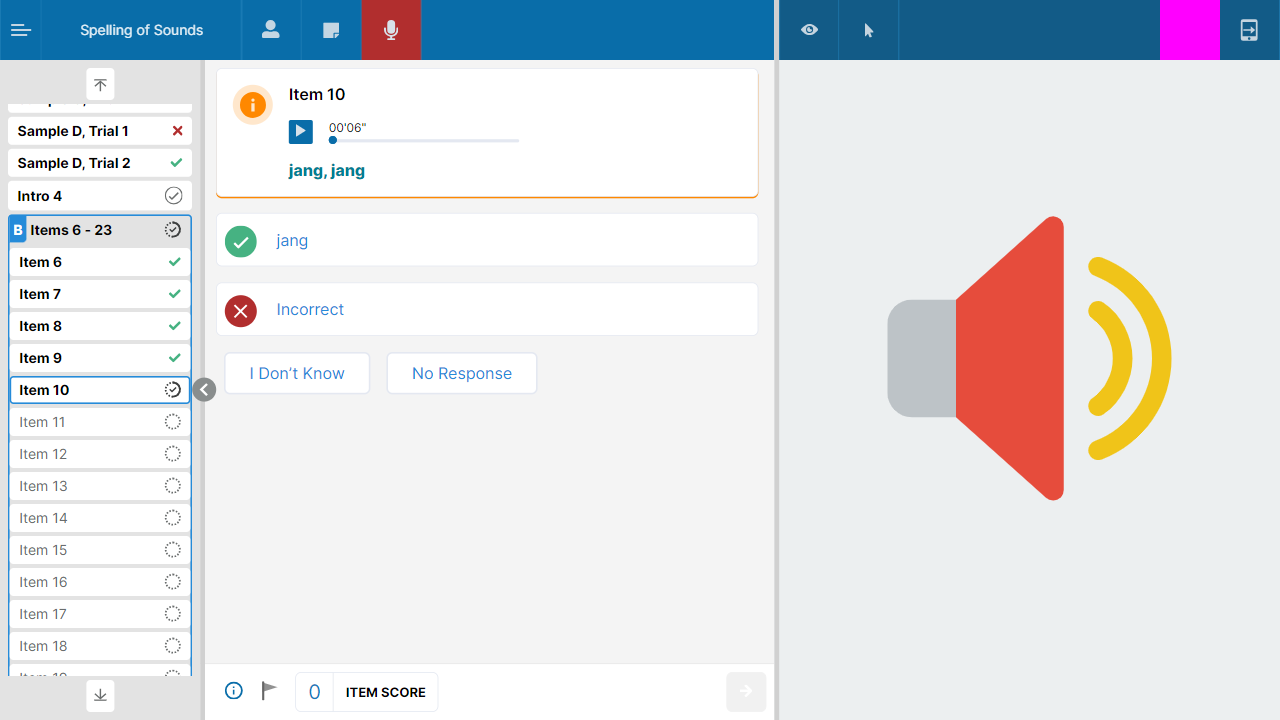 Spelling of Sounds
Sample D, Trial 1
Sample D, Trial 2
Intro 4
B Items 6 - 23
Item 6
Item 7
Item 8
Item 9
Item 10
Item 11
Item 12
Item 13
Item 14
Item 15
Item 16
Item 17
Item 18
Item 10
00'06"
jang, jang
jang
Incorrect
I Don't Know
No Response
0 ITEM SCORE